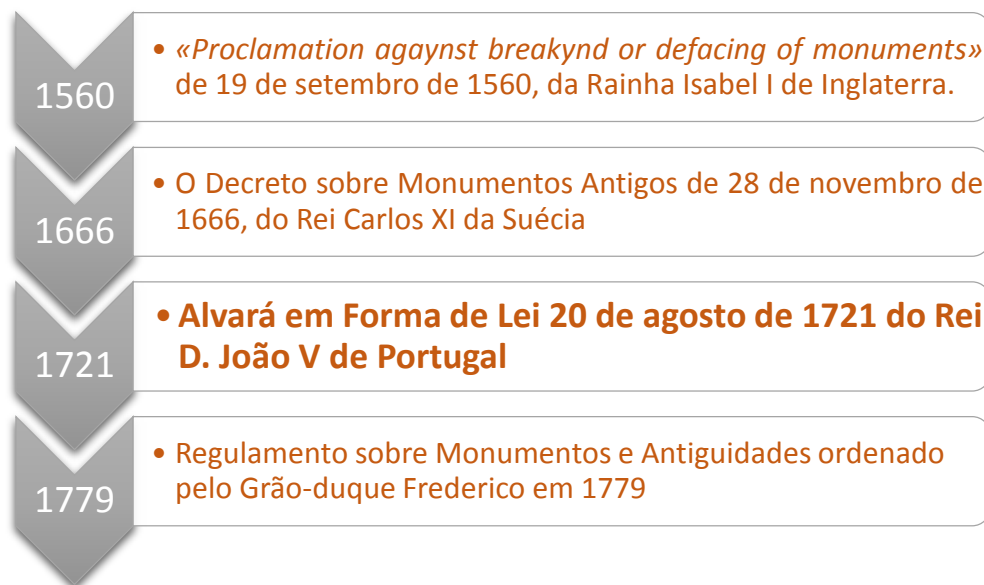 1560
• «Proclamation agaynst breakynd or defacing of monuments»
de 19 de setembro de 1560, da Rainha Isabel I de Inglaterra.
1666
• O Decreto sobre Monumentos Antigos de 28 de novembro de
1666, do Rei Carlos XI da Suécia
1721
• Alvará em Forma de Lei 20 de agosto de 1721 do Rei
D. João V de Portugal
1779
• Regulamento sobre Monumentos e Antiguidades ordenado
pelo Grão-duque Frederico em 1779